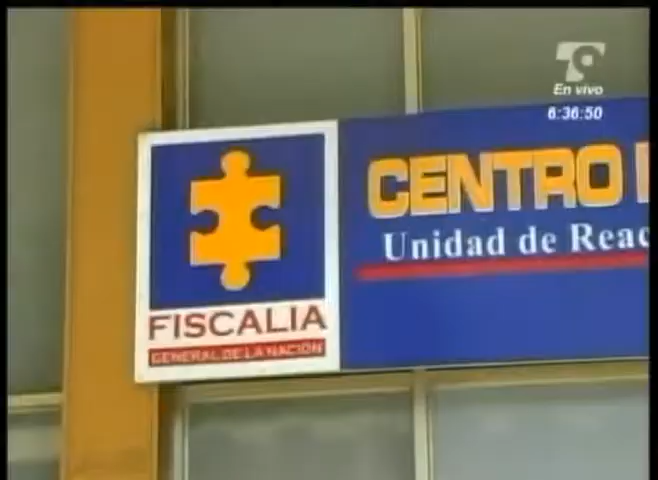 En vivo
6:36:50
CENTRO
Unidad de Reac
FISCALIA
GENERAL DE LA NACIÓN